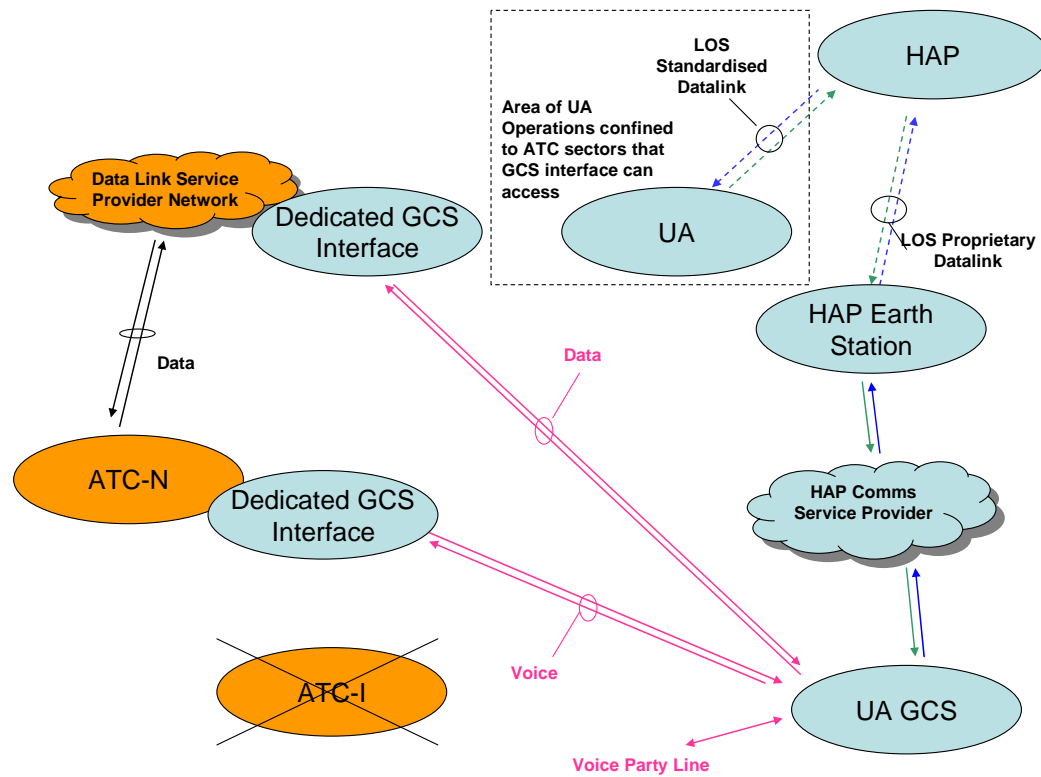 LOS
Standardised
Datalink
HAP
Area of UA
Operations confined
to ATC sectors that
GCS interface can
access
Data Link Service
Provider Network
Dedicated GCS
Interface
UA
LOS Proprietary
Datalink
HAP Earth
Station
Data
Data
ATC-N
Dedicated GCS
Interface
HAP Comms
Service Provider
Voice
ATC-I
UA GCS
Voice Party Line